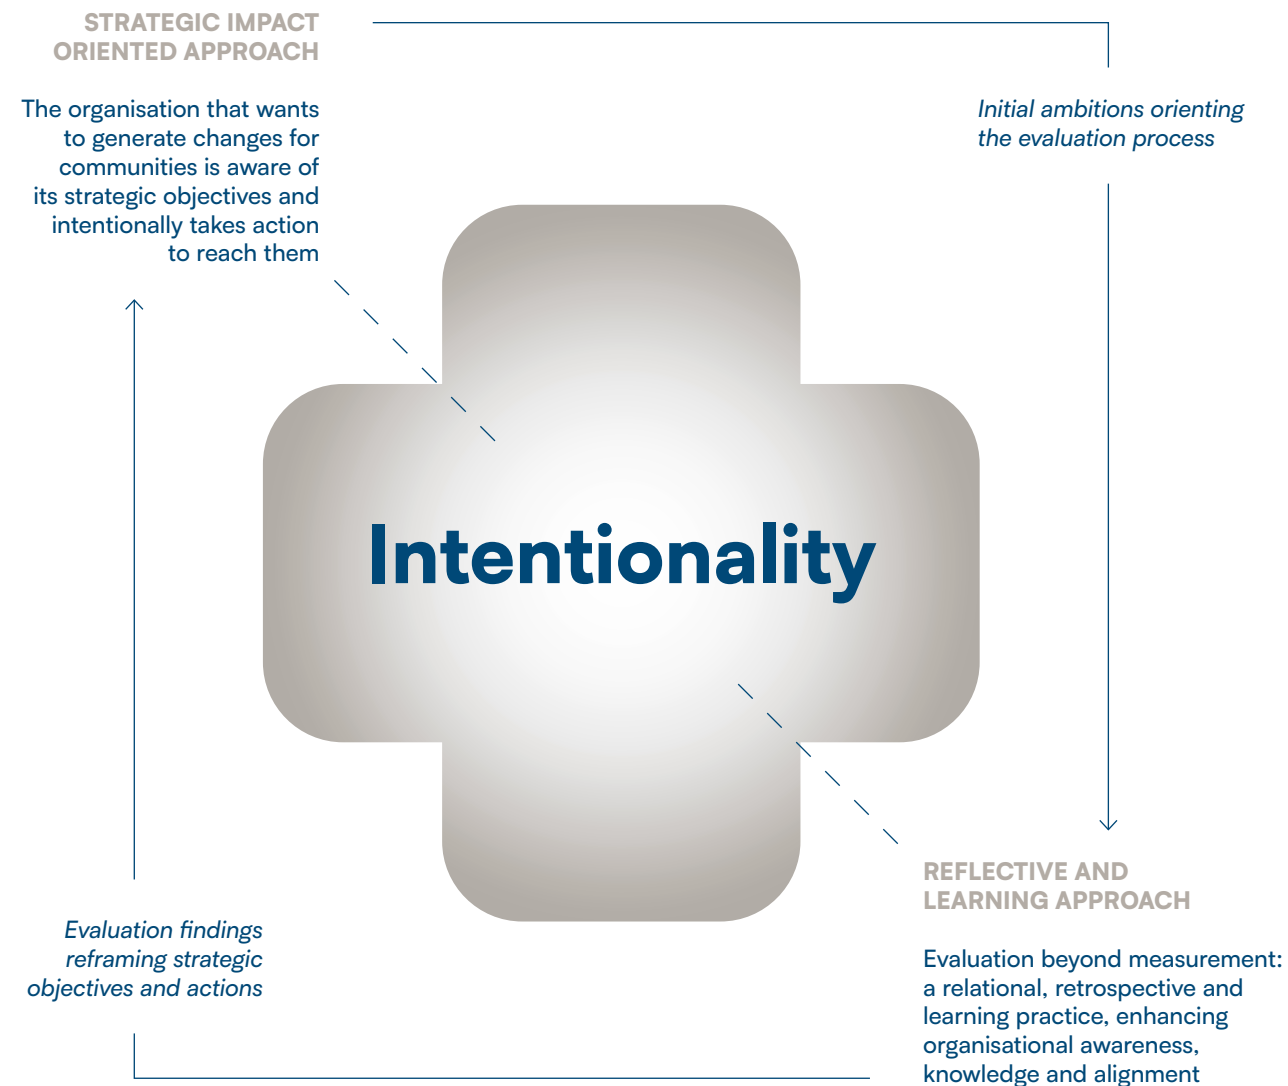 STRATEGIC IMPACT
ORIENTED APPROACH
The organisation that wants
to generate changes for
communities is aware of
its strategic objectives and
intentionally takes action
to reach them
Initial ambitions orienting
the evaluation process
Intentionality
Evaluation findings
reframing strategic
objectives and actions
REFLECTIVE AND
LEARNING APPROACH
Evaluation beyond measurement:
a relational, retrospective and
learning practice, enhancing
organisational awareness,
knowledge and alignment